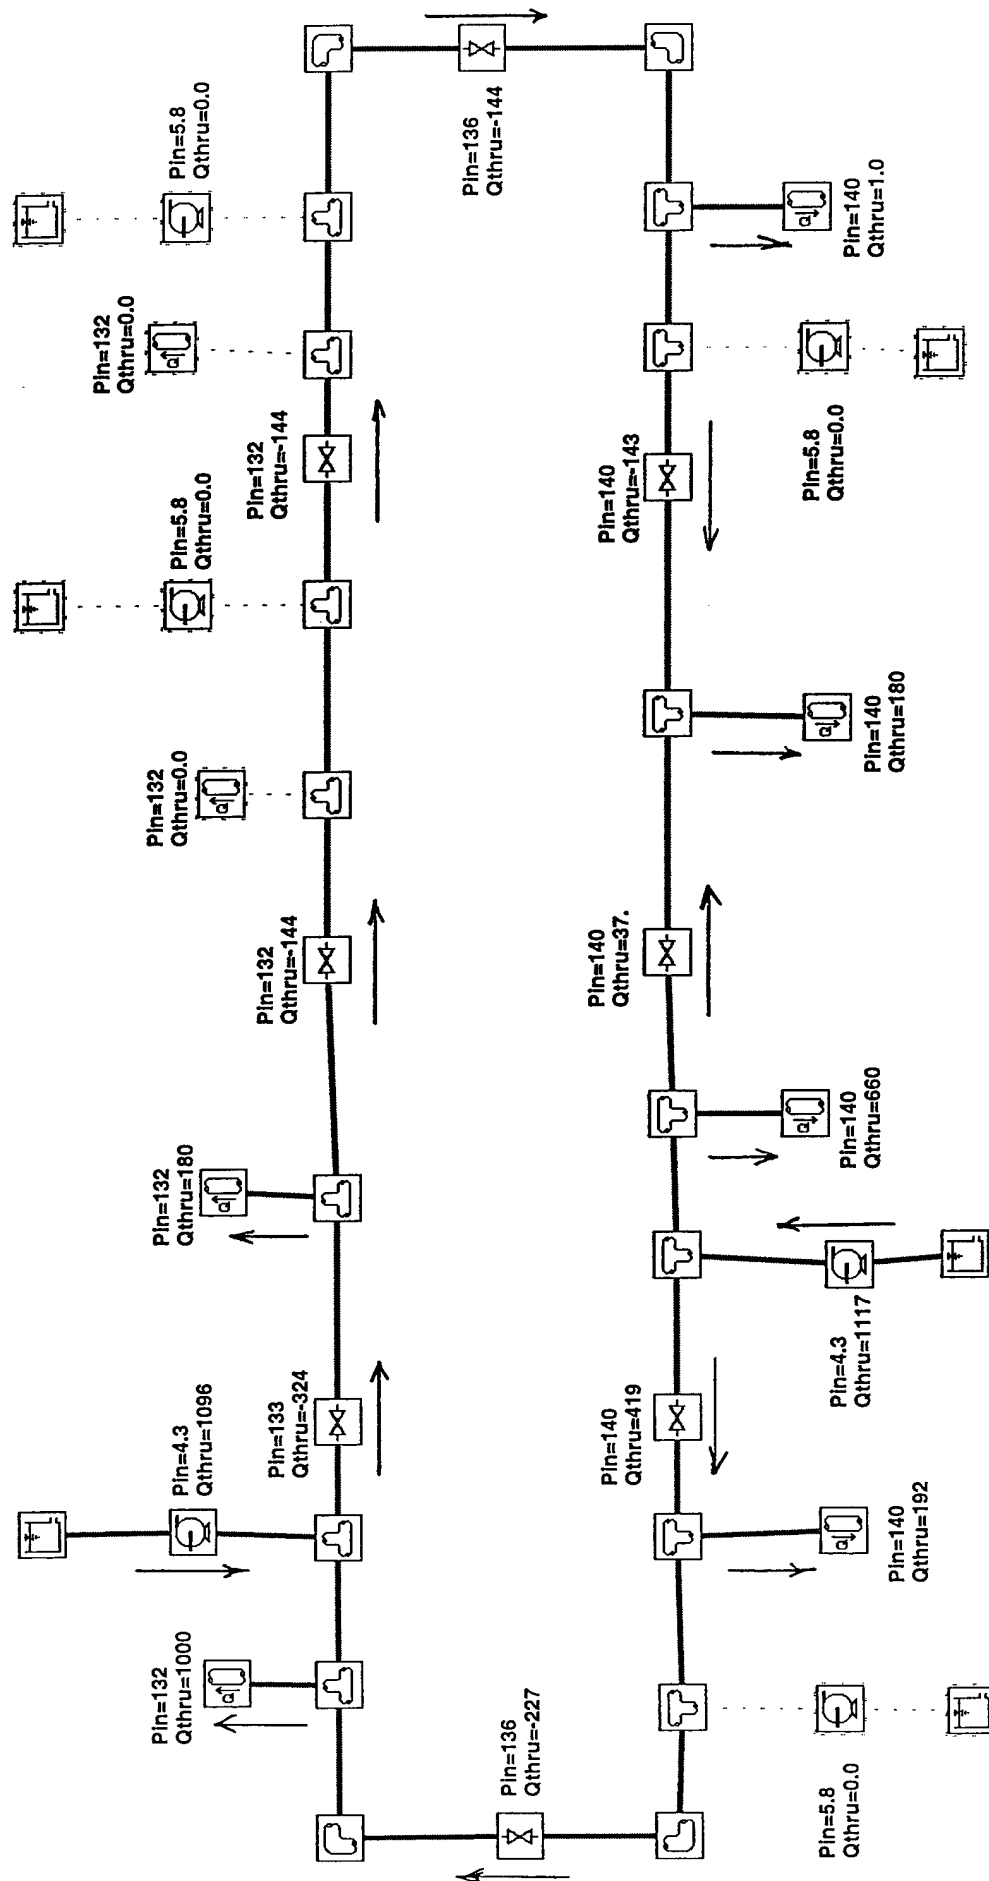 Pin=5.8
Qthru=0.0
Pin=136
Qthru=-144
Pin=132
Qthru=0.0
Pin=140
Qthru=1.0
Pin=132
Qthru=-144
Pin=5.8
Qthru=0.0
Pin=140
Qthru=-143
Pin=5.8
Qthru=0.0
Pin=132
Qthru=0.0
Pin=140
Qthru=180
Pin=132
Qthru=-144
Pin=140
Qthru=37.
Pin=132
Qthru=180
Pin=140
Qthru=660
Pin=4.3
Qthru=1096
Pin=133
Qthru=-324
Pin=140
Qthru=419
Pin=4.3
Qthru=1117
Pin=132
Qthru=1000
Pin=140
Qthru=192
Pin=136
Qthru=-227
Pin=5.8
Qthru=0.0
Q
Q
Q
Q
Q
Q
Q
Q